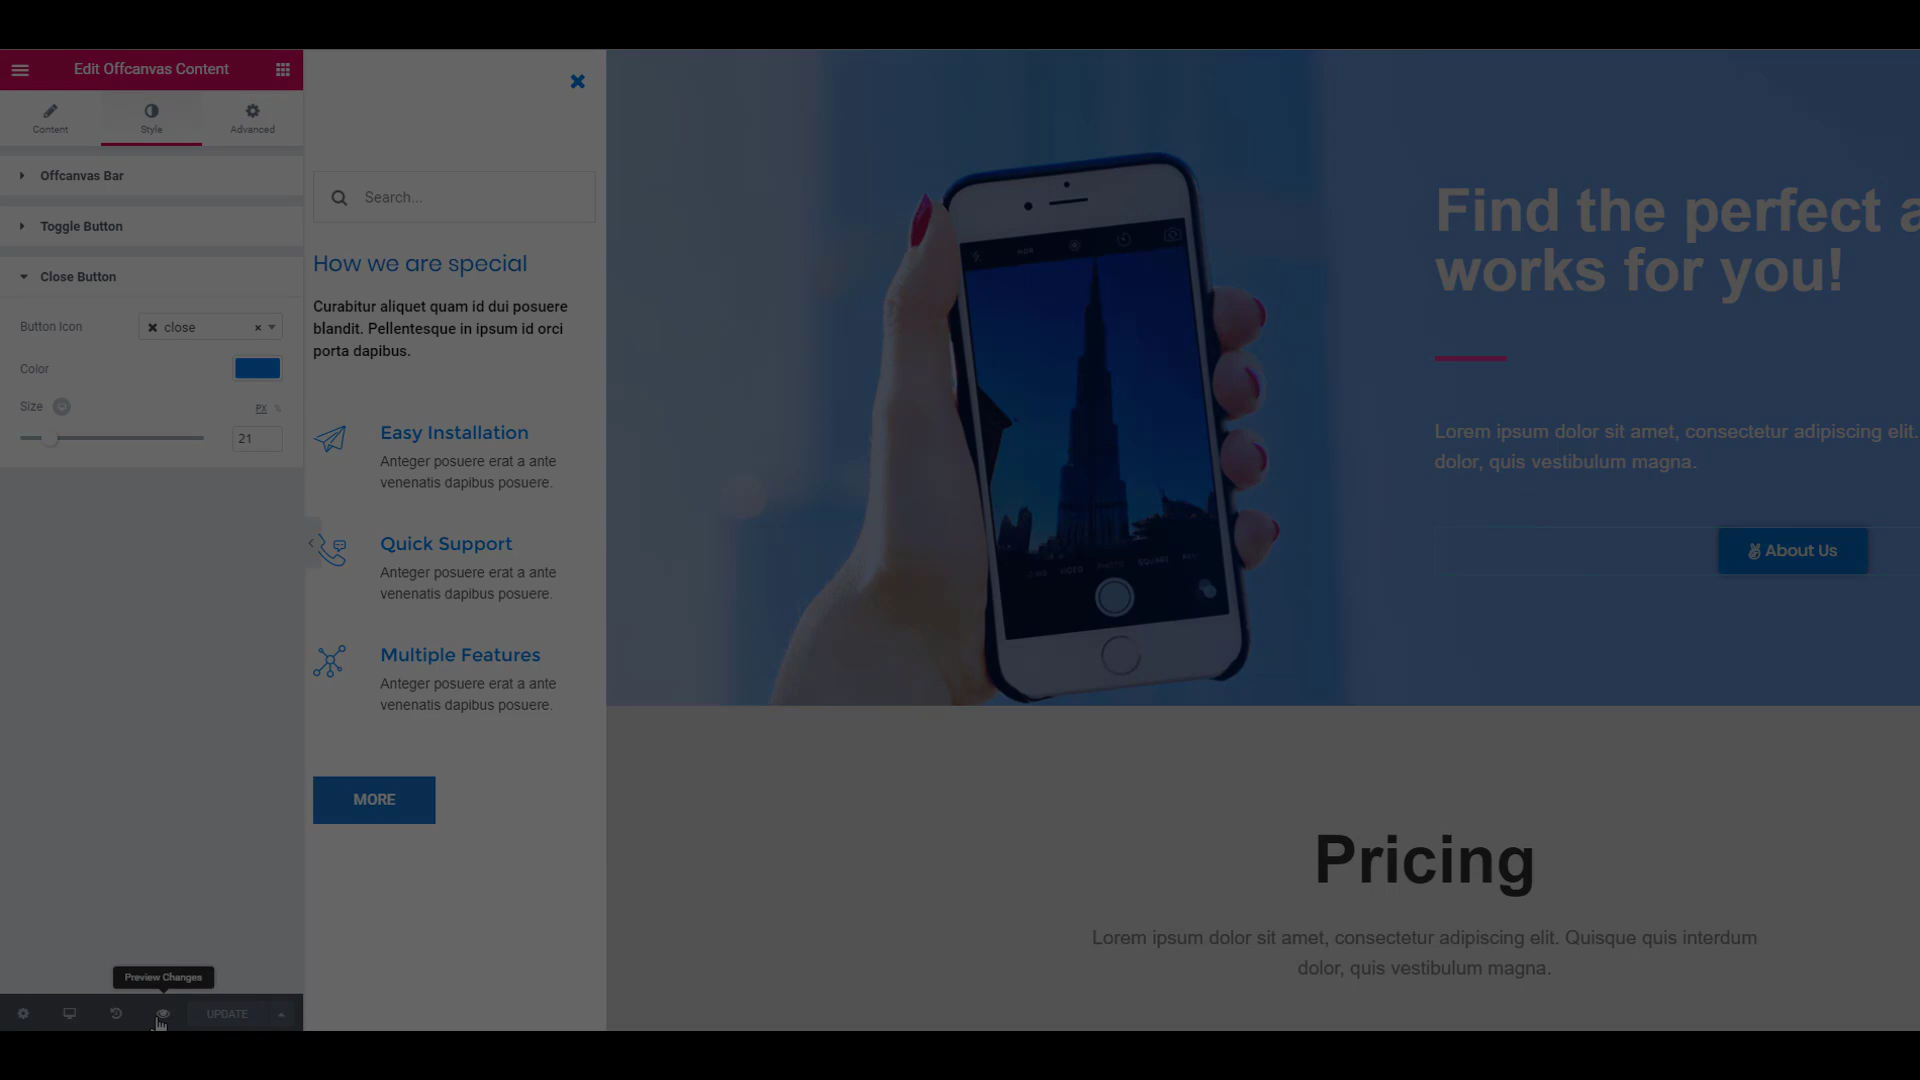 Edit Offcanvas Content
Content
Style
Advanced
Offcanvas Bar
Toggle Button
Close Button
Button Icon
close
Color
Size
PX %
21
Preview Changes
UPDATE
Search...
How we are special
Curabitur aliquet quam id dui posuere
blandit. Pellentesque in ipsum id orci
porta dapibus.
Easy Installation
Anteger posuere erat a ante
venenatis dapibus posuere.
Quick Support
Anteger posuere erat a ante
venenatis dapibus posuere.
Multiple Features
Anteger posuere erat a ante
venenatis dapibus posuere.
MORE
VIDEO PHOTO SQUARE
Find the perfect a
works for you!
Lorem ipsum dolor sit amet, consectetur adipiscing elit.
dolor, quis vestibulum magna.
About Us
Pricing
Lorem ipsum dolor sit amet, consectetur adipiscing elit. Quisque quis interdum
dolor, quis vestibulum magna.